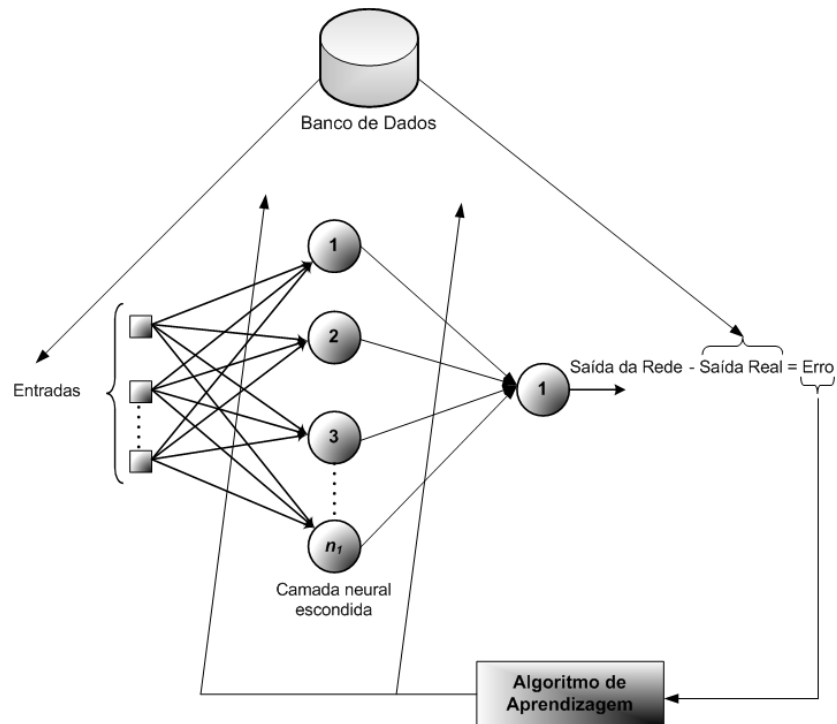 Banco de Dados
1
2
3
n₁
Entradas
1
Saída da Rede - Saída Real = Erro
Camada neural
escondida
Algoritmo de
Aprendizagem